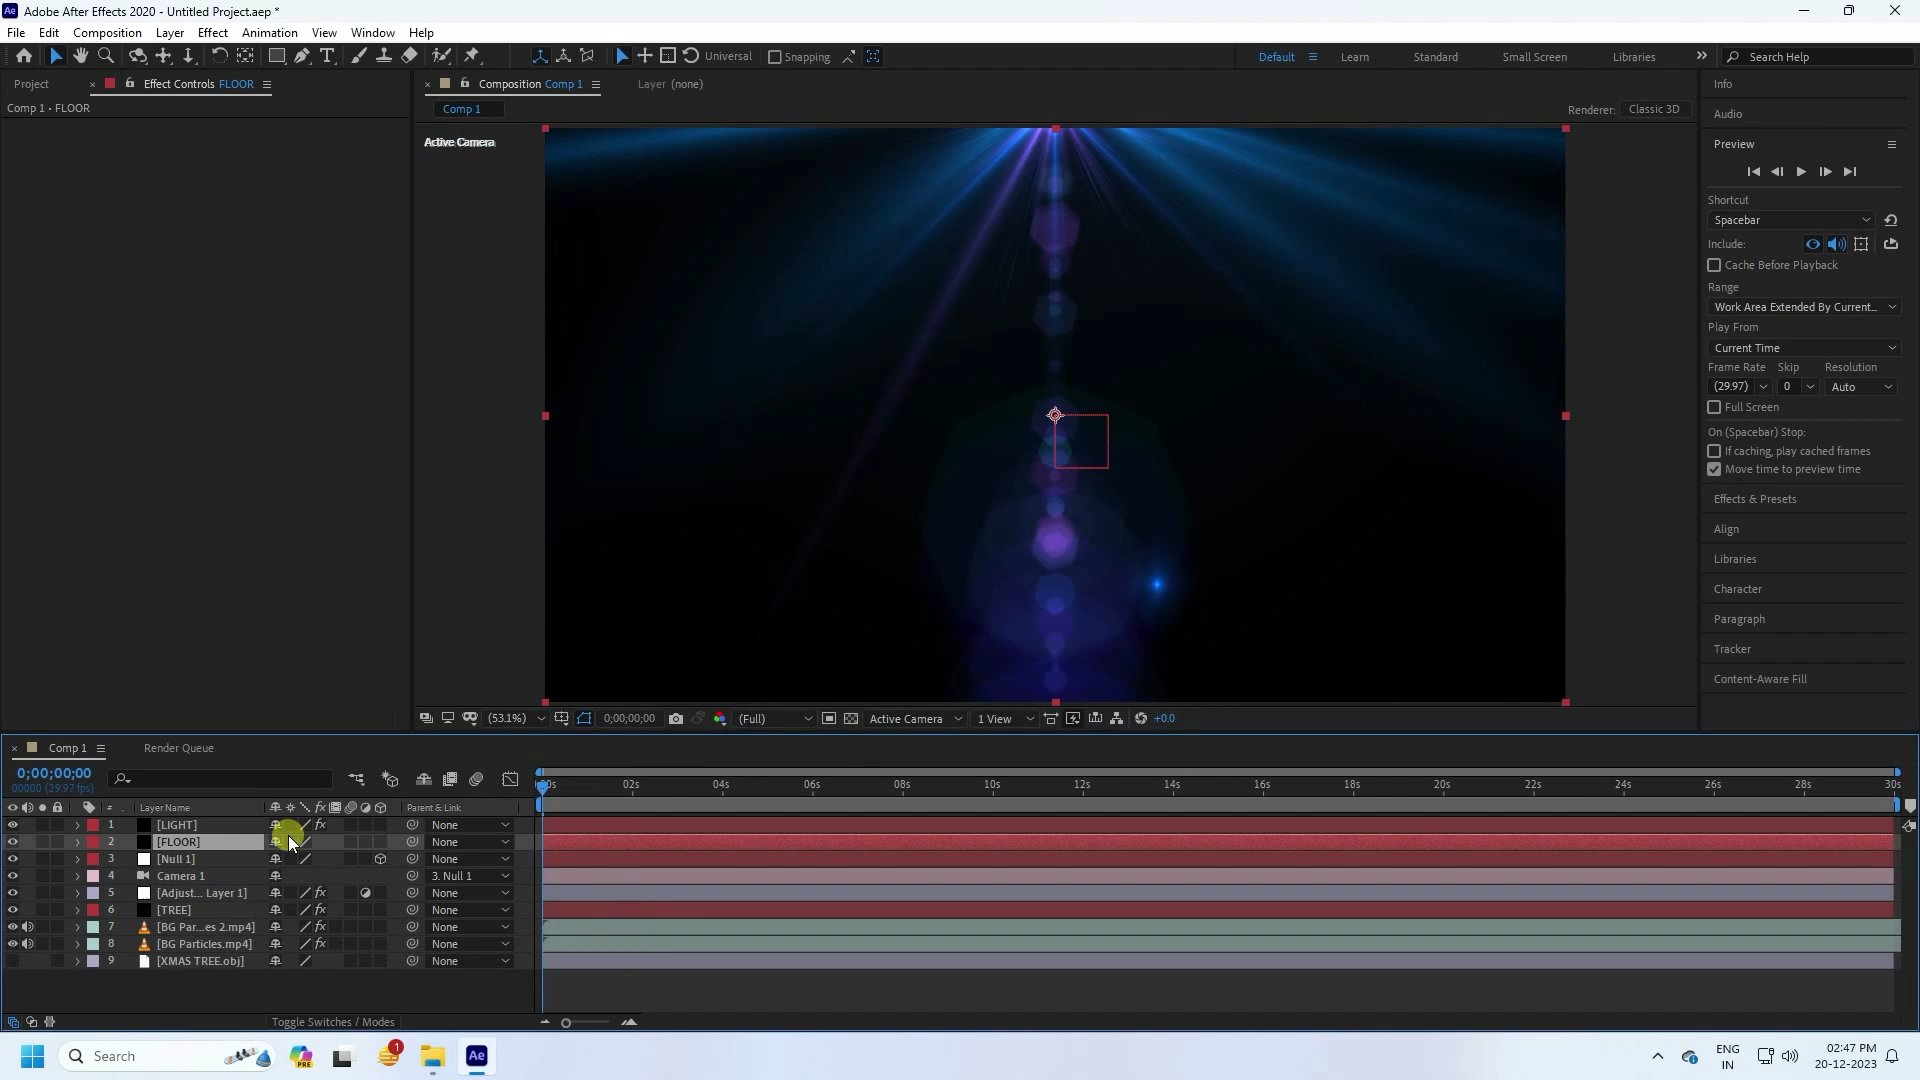 Adobe After Effects 2020 - Untitled Project.aep *
File Edit Composition Layer Effect Animation View Window Help
Universal Snapping Default Learn Standard Small Screen Libraries Search Help
Project Effect Controls FLOOR Composition Comp 1 Layer (none) Info
Comp 1 • FLOOR Comp 1 Renderer: Classic 3D
Audio
Active Camera
Preview
Shortcut
Spacebar
Include:
Cache Before Playback
Range
Work Area Extended By Current...
Play From
Current Time
Frame Rate Skip Resolution
(29.97) 0 Auto
Full Screen
On (Spacebar) Stop:
If caching, play cached frames
Move time to preview time
Effects & Presets
Align
Libraries
Character
Paragraph
Tracker
Content-Aware Fill
(53.1%) 0;00;00;00 (Full) Active Camera 1 View +0.0
Comp 1 Render Queue
0;00;00;00
00000 (29.97 fps)
02s 04s 06s 08s 10s 12s 14s 16s 18s 20s 22s 24s 26s 28s 30s
# Layer Name Parent & Link
1 [LIGHT] None
2 [FLOOR] None
3 [Null 1] None
4 Camera 1 3. Null 1
5 [Adjust... Layer 1] None
6 [TREE] None
7 [BG Par...es 2.mp4] None
8 [BG Particles.mp4] None
9 [XMAS TREE.obj] None
Toggle Switches / Modes
Search PRE 1 Ae ENG IN 02:47 PM
20-12-2023